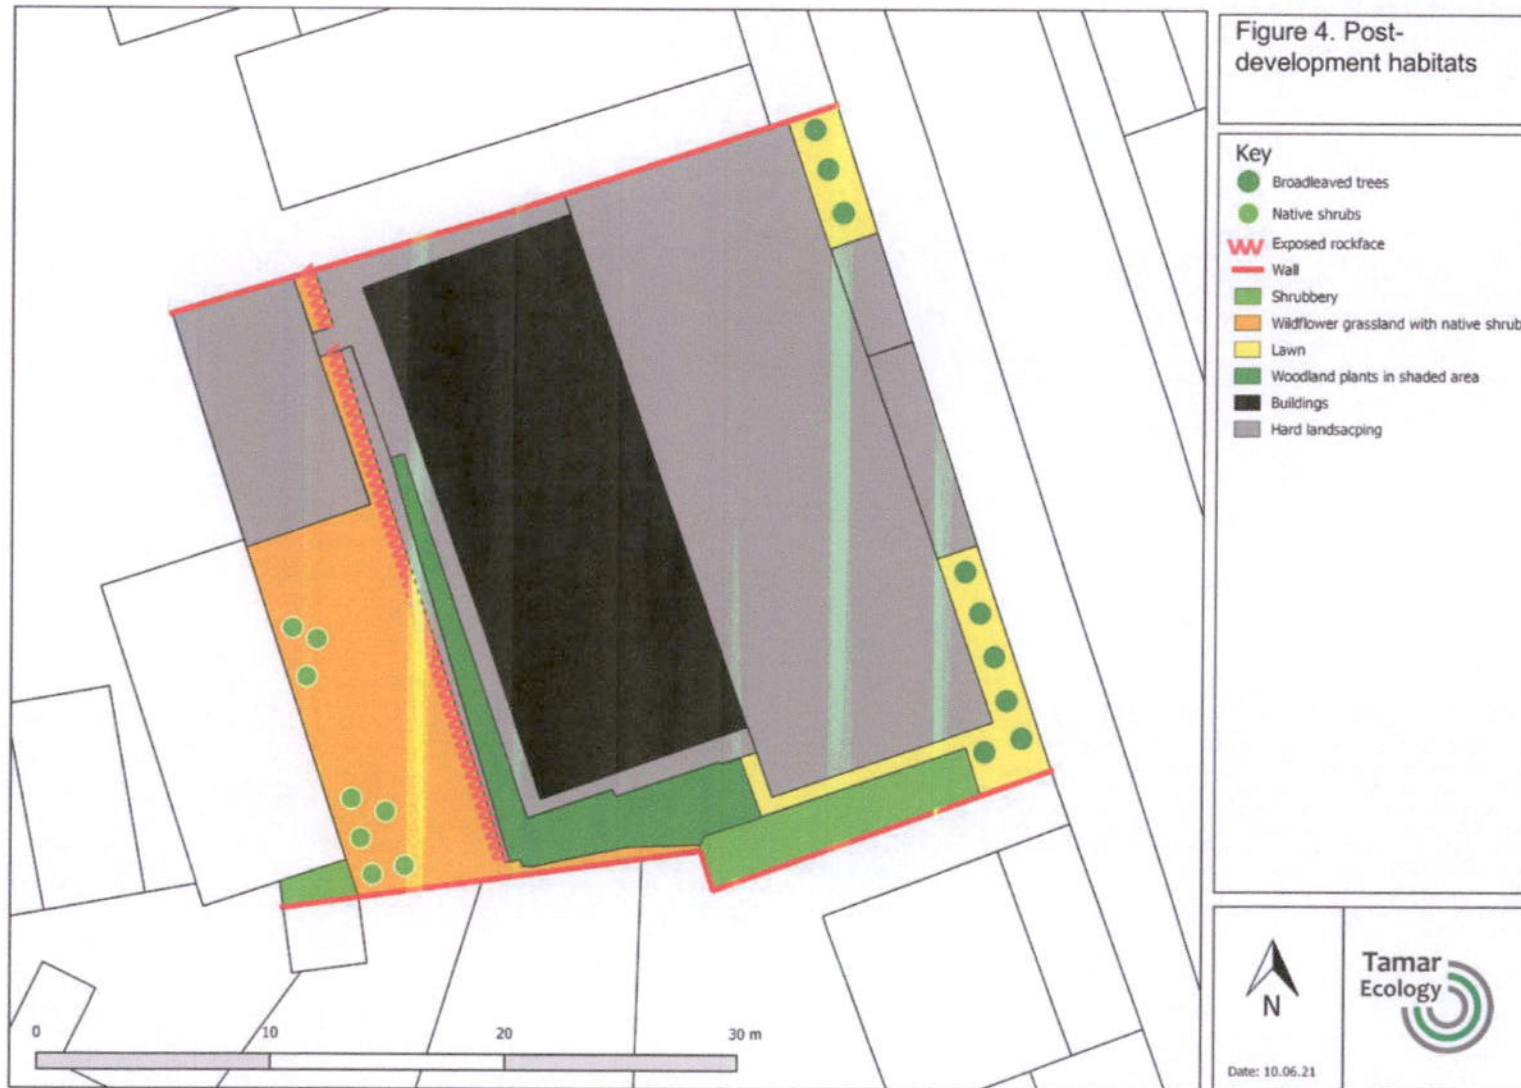 Figure 4. Post-
development habitats
Key
Broadleaved trees
Native shrubs
Exposed rockface
Wall
Shrubbery
Wildflower grassland with native shrub
Lawn
Woodland plants in shaded area
Buildings
Hard landsacping
0 10 20 30 m
N
Tamar
Ecology
Date: 10.06.21